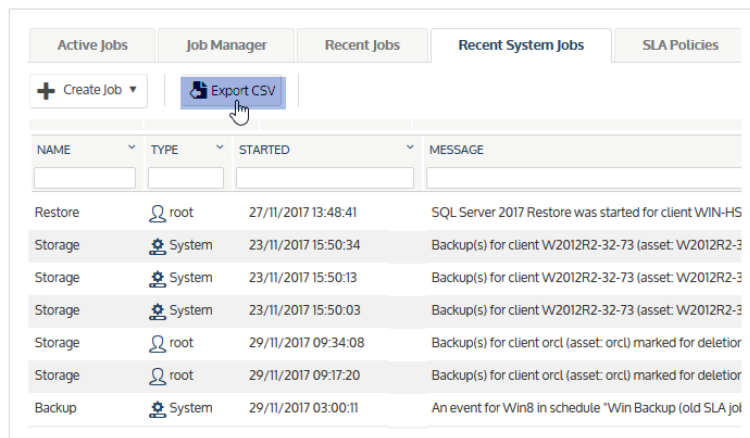 Active Jobs Job Manager Recent Jobs Recent System Jobs SLA Policies
Create Job Export CSV
NAME TYPE STARTED MESSAGE
Restore root 27/11/2017 13:48:41 SQL Server 2017 Restore was started for client WIN-HS
Storage System 23/11/2017 15:50:34 Backup(s) for client W2012R2-32-73 (asset: W2012R2-3
Storage System 23/11/2017 15:50:13 Backup(s) for client W2012R2-32-73 (asset: W2012R2-3
Storage System 23/11/2017 15:50:03 Backup(s) for client W2012R2-32-73 (asset: W2012R2-3
Storage root 29/11/2017 09:34:08 Backup(s) for client orcl (asset: orcl) marked for deletion
Storage root 29/11/2017 09:17:20 Backup(s) for client orcl (asset: orcl) marked for deletion
Backup System 29/11/2017 03:00:11 An event for Win8 in schedule "Win Backup (old SLA job